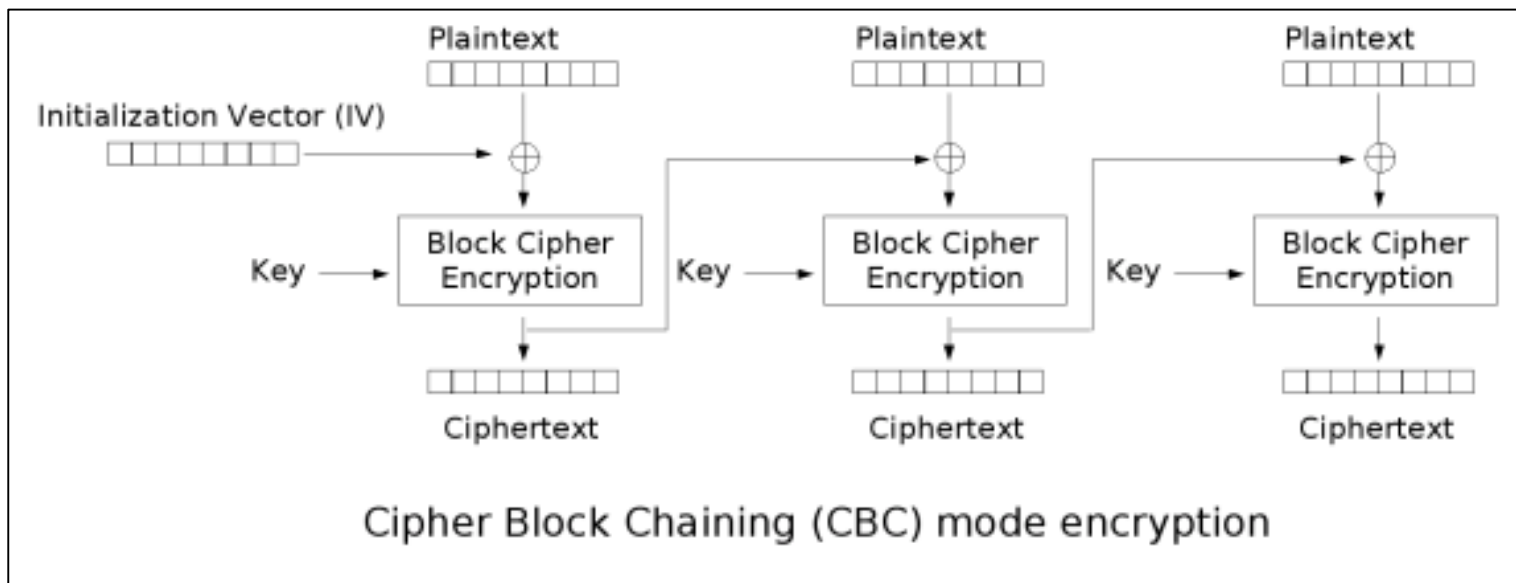 Plaintext
Plaintext
Plaintext
Initialization Vector (IV)
Block Cipher
Encryption
Block Cipher
Encryption
Block Cipher
Encryption
Key
Key
Key
Ciphertext
Ciphertext
Ciphertext
Cipher Block Chaining (CBC) mode encryption